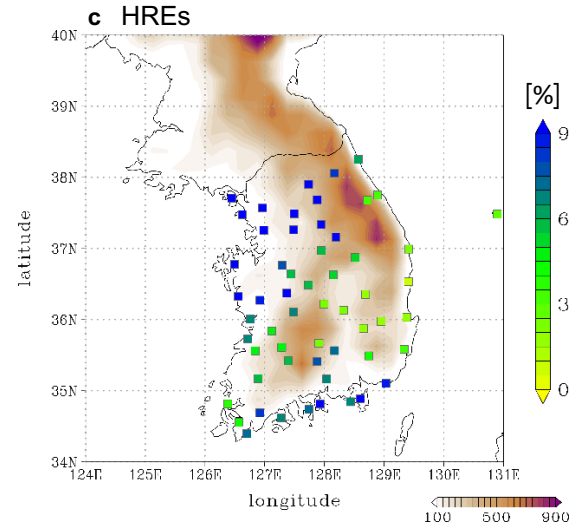 c HREs
40N
39N
38N
37N
36N
35N
34N
latitude
124E 125E 126E 127E 128E 129E 130E 131E
longitude
[%]
9
6
3
0
100 500 900